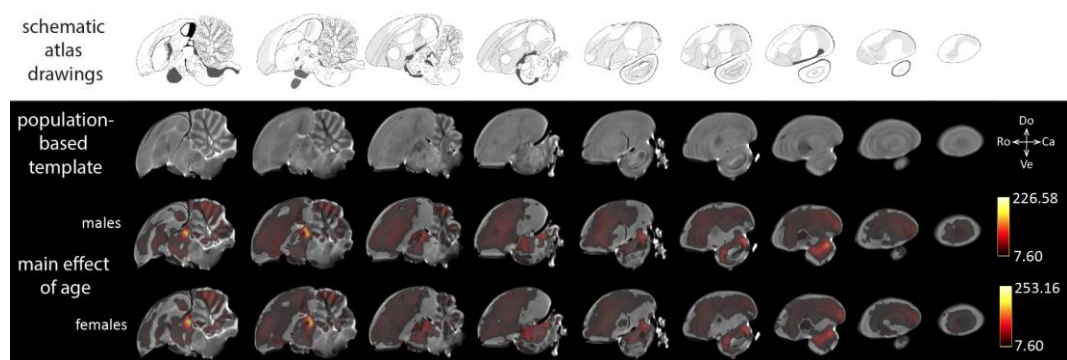 schematic
atlas
drawings
population-
based
template
Do
Ro Ca
Ve
males
226.58
7.60
main effect
of age
females
253.16
7.60